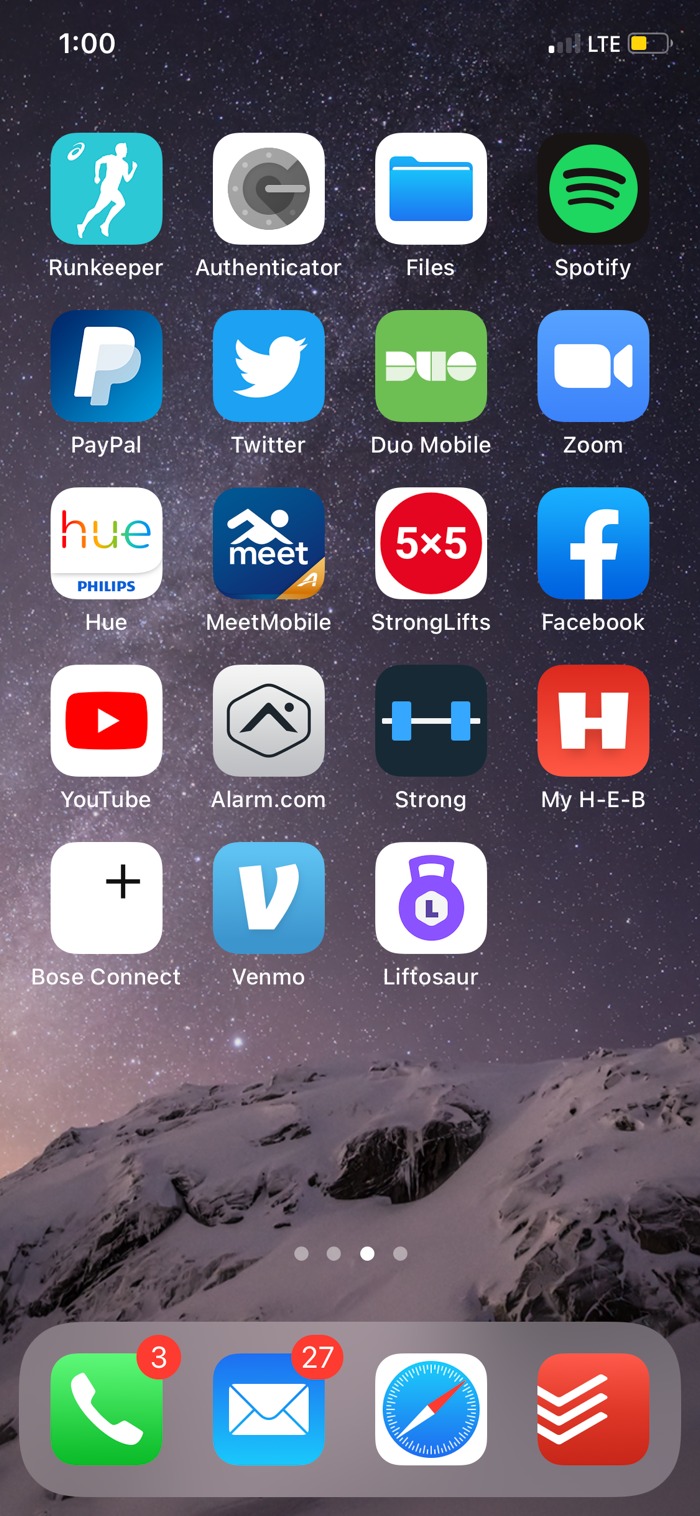 1:00 LTE
Runkeeper Authenticator Files Spotify
DUO
PayPal Twitter Duo Mobile Zoom
hue meet 5×5
PHILIPS
Hue MeetMobile StrongLifts Facebook
H
YouTube Alarm.com Strong My H-E-B
L
Bose Connect Venmo Liftosaur
3 27